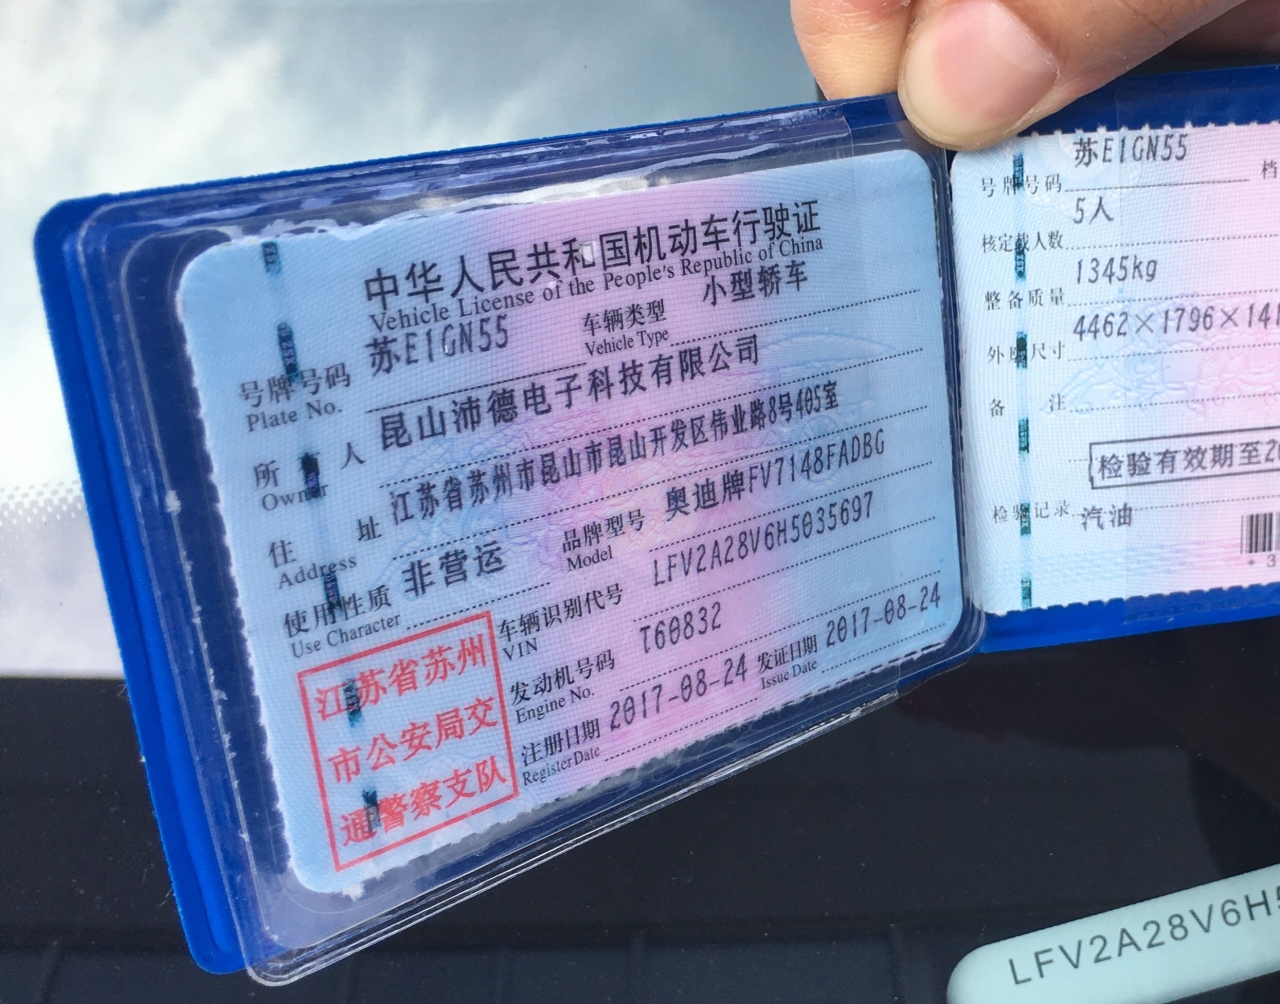 中华人民共和国机动车行驶证
Vehicle License of the People's Republic of China
号牌号码 苏E1GN55 车辆类型 小型轿车
Plate No. Vehicle Type
所有人 昆山沛德电子科技有限公司
Owner
住址 江苏省苏州市昆山市昆山开发区伟业路8号405室
Address
使用性质 非营运 品牌型号 奥迪牌FV7148FADBG
Use Character Model
车辆识别代号 LFV2A28V6H5035697
VIN
发动机号码 T60832
Engine No.
注册日期 2017-08-24 发证日期 2017-08-24
Register Date Issue Date
江苏省苏州
市公安局交
通警察支队
号牌号码 苏E1GN55 档
核定载人数 5人
整备质量 1345kg
外廓尺寸 4462×1796×141
备注
检验有效期至20
检验记录 汽油
*3
LFV2A28V6H5